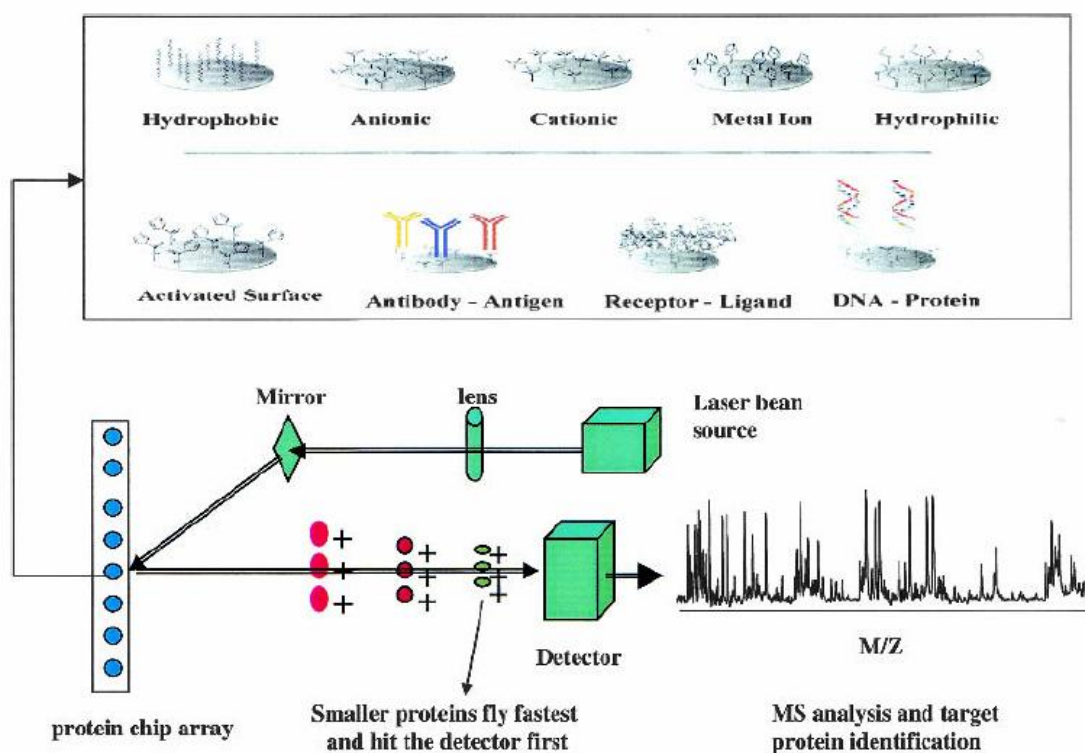 Hydrophobic
Anionic
Cationic
Metal Ion
Hydrophilic
Activated Surface
Antibody - Antigen
Receptor - Ligand
DNA - Protein
Mirror
lens
Laser bean
source
+
+
+
+
+
+
+
+
+
Detector
M/Z
protein chip array
Smaller proteins fly fastest
and hit the detector first
MS analysis and target
protein identification